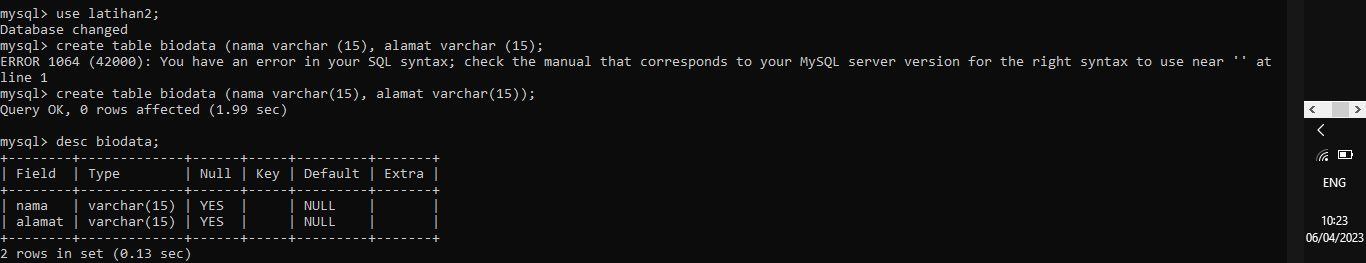 mysql> use latihan2;
Database changed
mysql> create table biodata (nama varchar (15), alamat varchar (15);
ERROR 1064 (42000): You have an error in your SQL syntax; check the manual that corresponds to your MySQL server version for the right syntax to use near '' at
line 1
mysql> create table biodata (nama varchar(15), alamat varchar(15));
Query OK, 0 rows affected (1.99 sec)

mysql> desc biodata;
+--------+-------------+------+-----+---------+-------+
| Field  | Type        | Null | Key | Default | Extra |
+--------+-------------+------+-----+---------+-------+
| nama   | varchar(15) | YES  |     | NULL    |       |
| alamat | varchar(15) | YES  |     | NULL    |       |
+--------+-------------+------+-----+---------+-------+
2 rows in set (0.13 sec)
ENG
10:23
06/04/2023